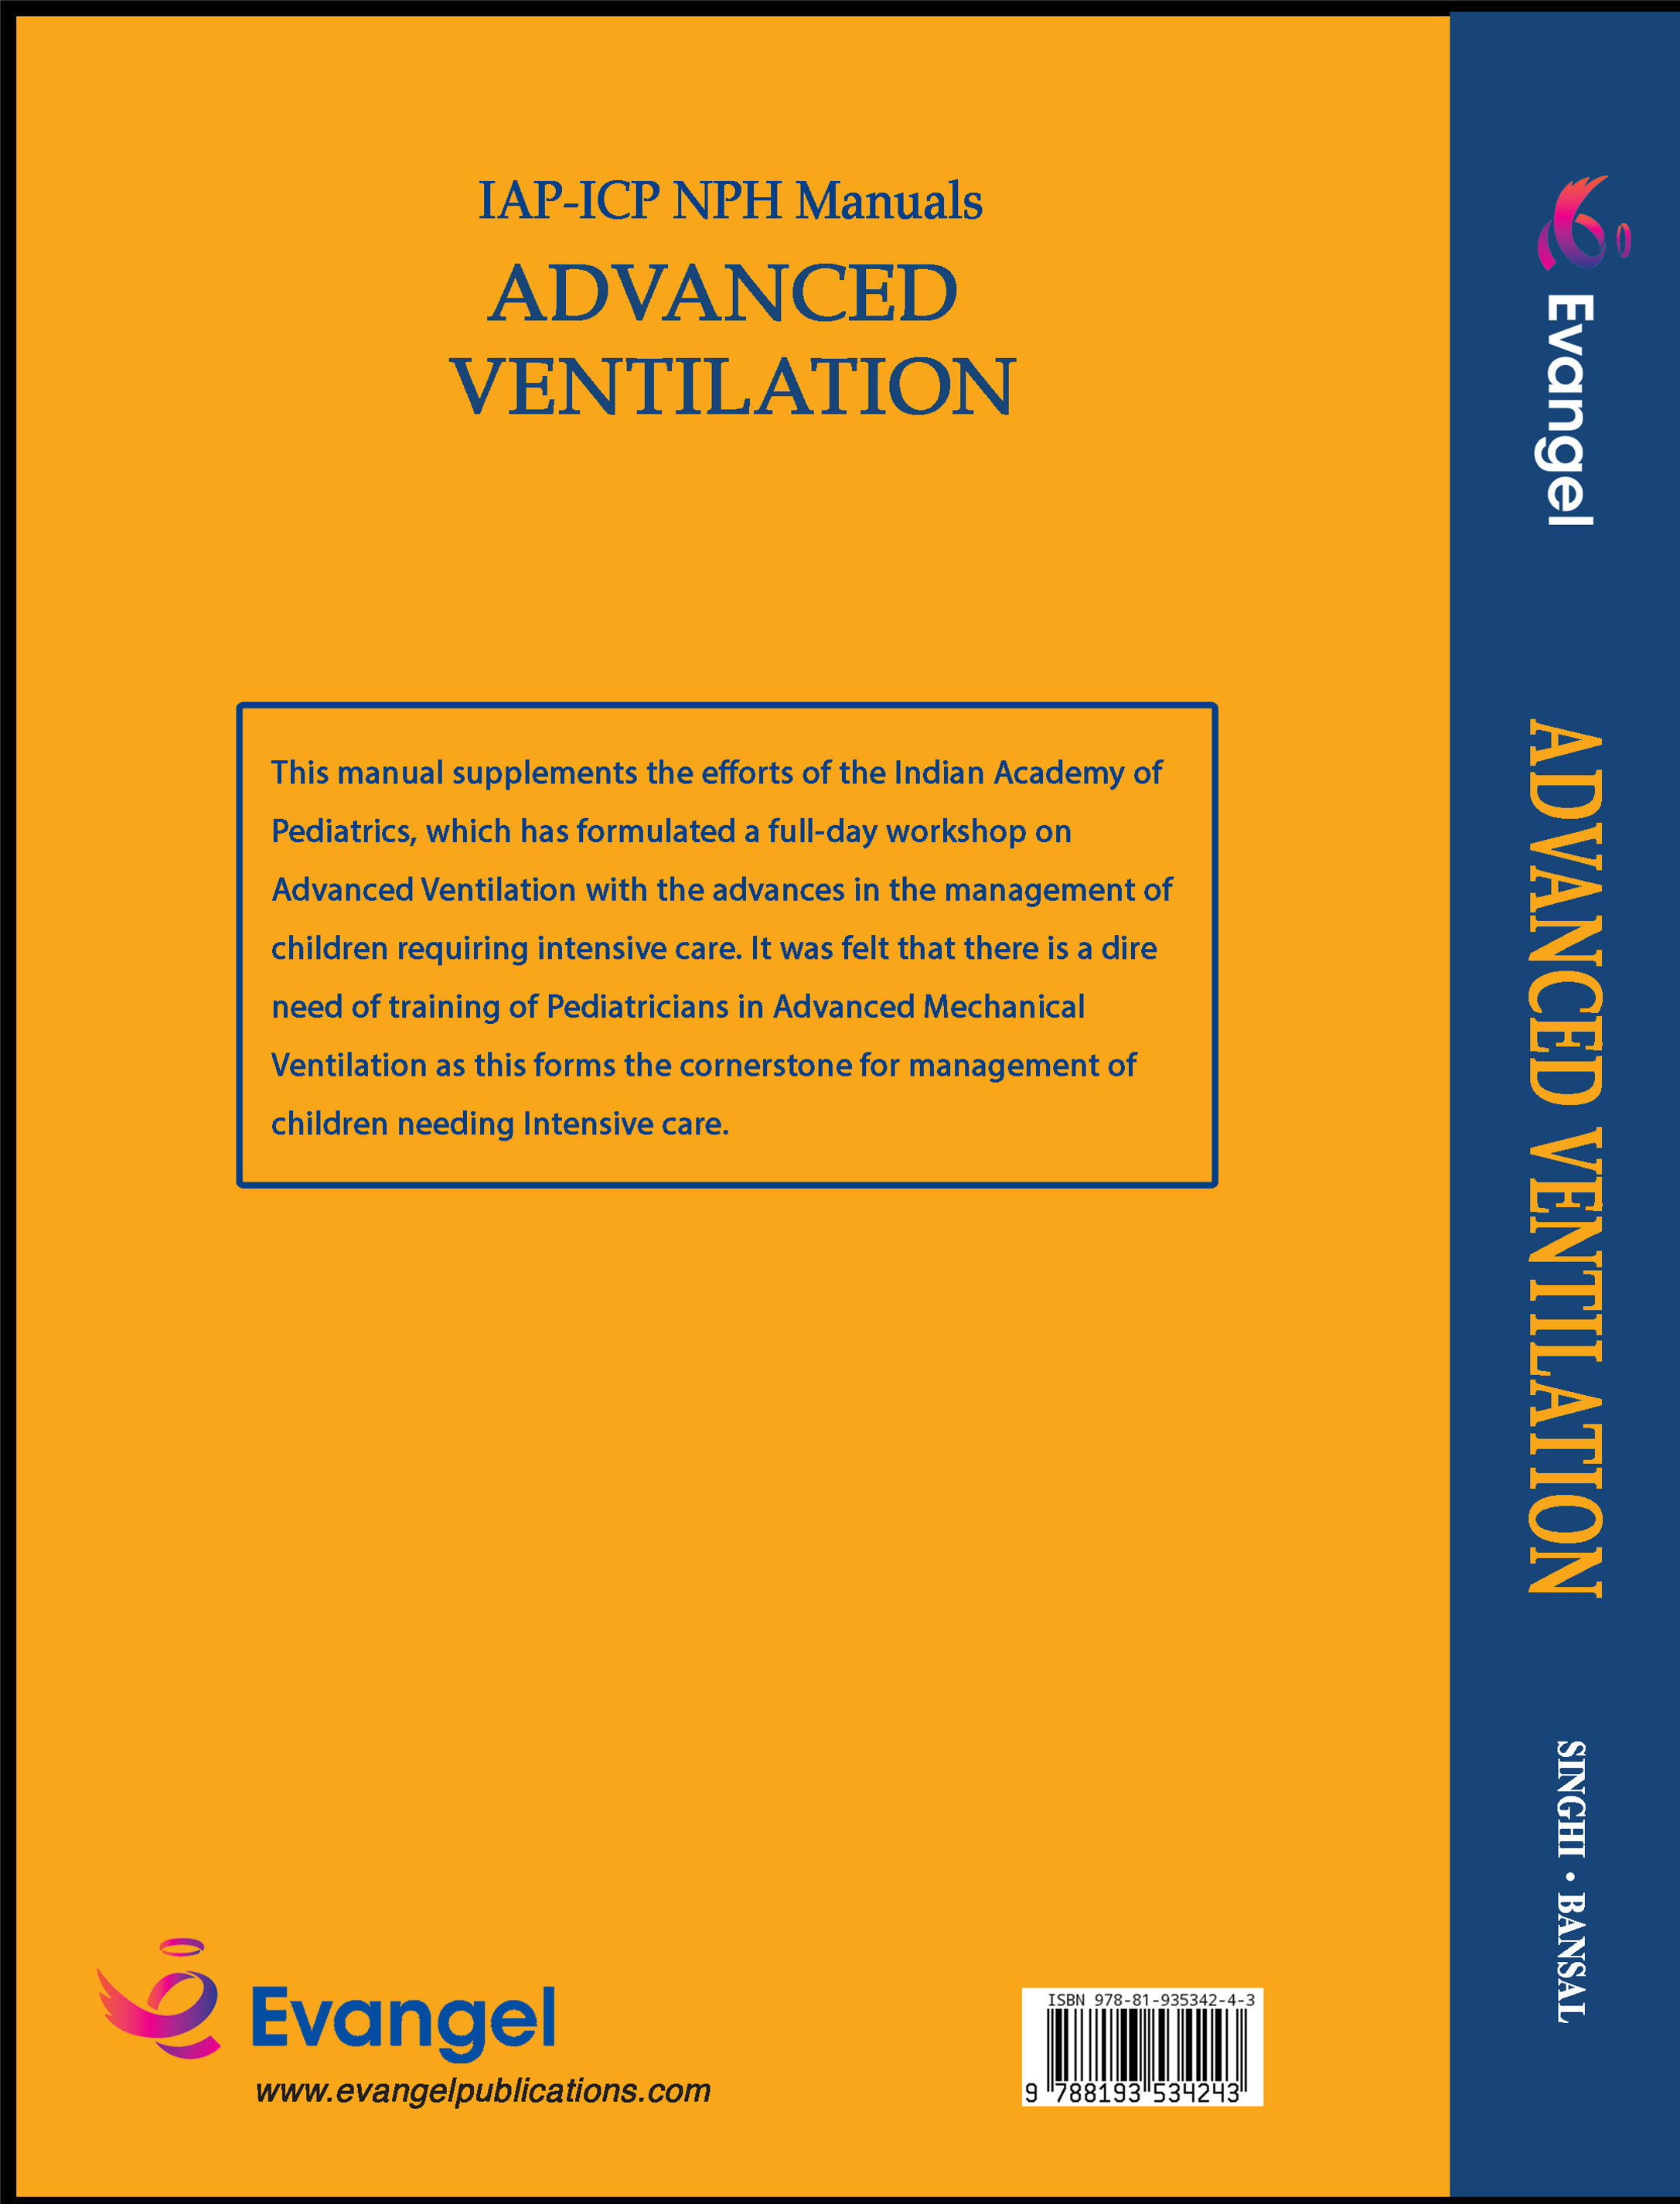 IAP-ICP NPH Manuals
ADVANCED
VENTILATION
This manual supplements the efforts of the Indian Academy of
Pediatrics, which has formulated a full-day workshop on
Advanced Ventilation with the advances in the management of
children requiring intensive care. It was felt that there is a dire
need of training of Pediatricians in Advanced Mechanical
Ventilation as this forms the cornerstone for management of
children needing Intensive care.
Evangel
www.evangelpublications.com
ISBN 978-81-935342-4-3
9 788193 534243
Evangel
ADVANCED VENTILATION
SINGHI • BANSAL